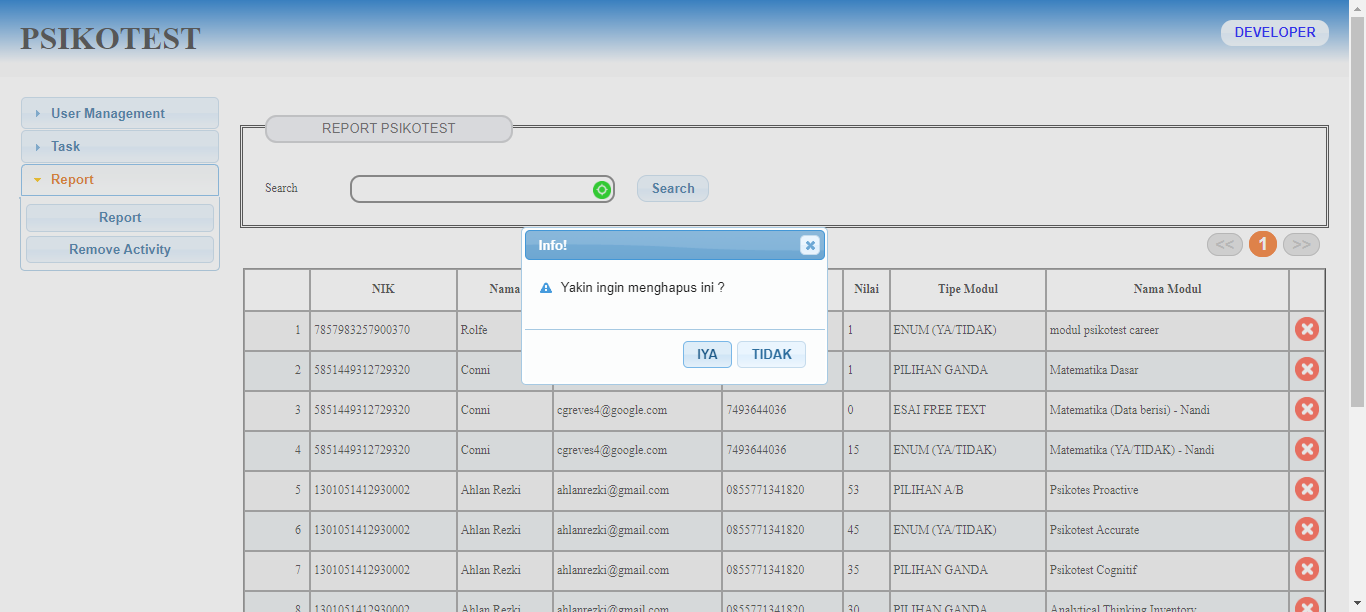 PSIKOTEST
DEVELOPER
User Management
Task
Report
Report
Remove Activity
REPORT PSIKOTEST
Search
Search
<< 1 >>
Info!
Yakin ingin menghapus ini ?
IYA TIDAK
NIK Nama Nilai Tipe Modul Nama Modul
1 7857983257900370 Rolfe 1 ENUM (YA/TIDAK) modul psikotest career
2 5851449312729320 Conni 1 PILIHAN GANDA Matematika Dasar
3 5851449312729320 Conni cgreves4@google.com 7493644036 0 ESAI FREE TEXT Matematika (Data berisi) - Nandi
4 5851449312729320 Conni cgreves4@google.com 7493644036 15 ENUM (YA/TIDAK) Matematika (YA/TIDAK) - Nandi
5 1301051412930002 Ahlan Rezki ahlanrezki@gmail.com 0855771341820 53 PILIHAN A/B Psikotes Proactive
6 1301051412930002 Ahlan Rezki ahlanrezki@gmail.com 0855771341820 45 ENUM (YA/TIDAK) Psikotest Accurate
7 1301051412930002 Ahlan Rezki ahlanrezki@gmail.com 0855771341820 35 PILIHAN GANDA Psikotest Cognitif
8 1301051412930002 Ahlan Rezki ahlanrezki@gmail.com 0855771341820 30 PILIHAN GANDA Analytical Thinking Inventory